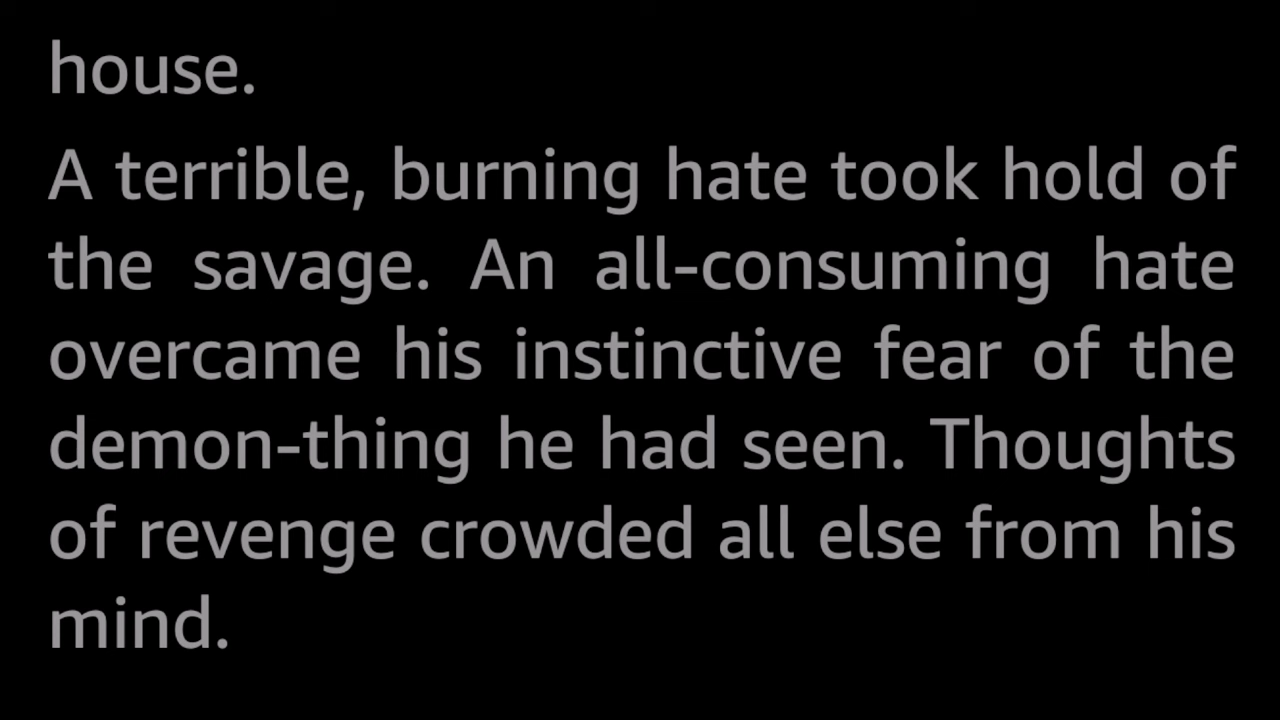 house.
A terrible, burning hate took hold of
the savage. An all-consuming hate
overcame his instinctive fear of the
demon-thing he had seen. Thoughts
of revenge crowded all else from his
mind.